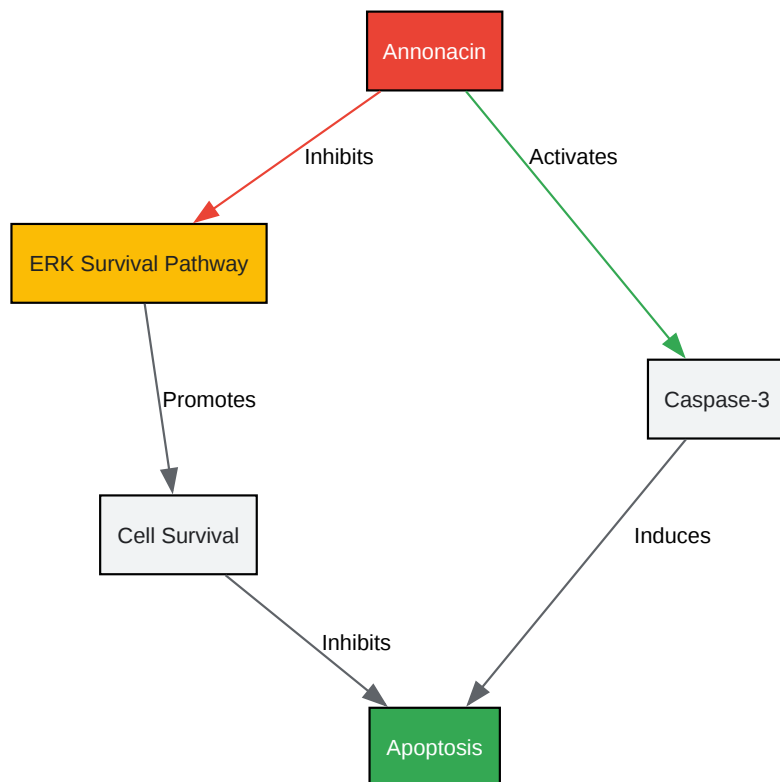 Annonacin
Inhibits
Activates
ERK Survival Pathway
Caspase-3
Promotes
Cell Survival
Induces
Inhibits
Apoptosis